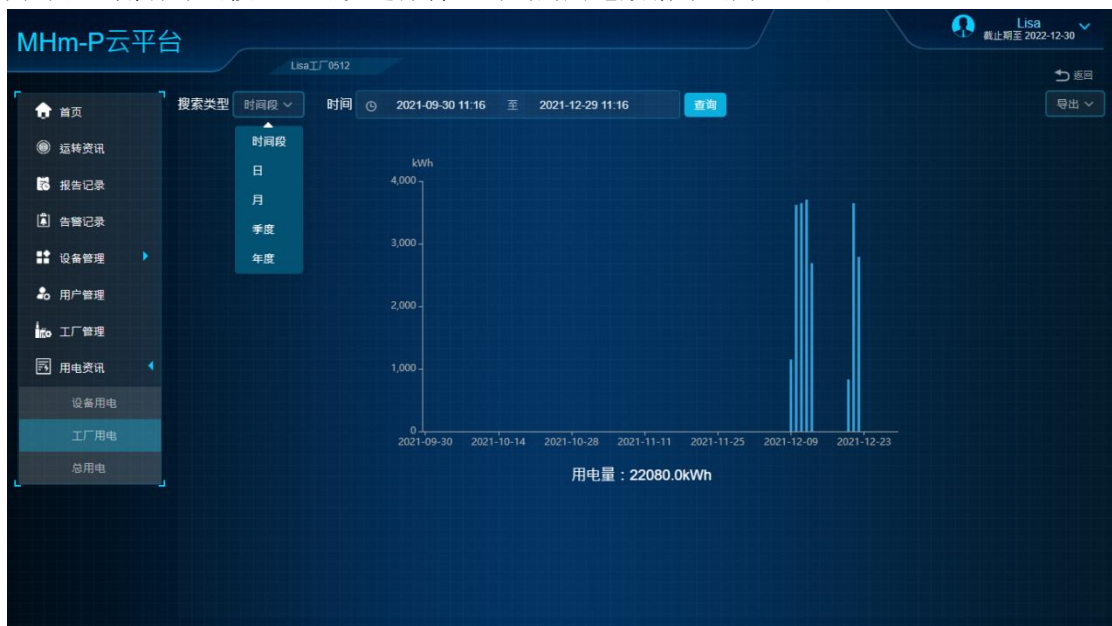 MHm-P云平台
Lisa
截止期至 2022-12-30
Lisa工厂0512
返回
搜索类型 时间段 时间 2021-09-30 11:16 至 2021-12-29 11:16 查询 导出
首页
运转资讯
报告记录
告警记录
设备管理
用户管理
工厂管理
用电资讯
设备用电
工厂用电
总用电
时间段
日
月
季度
年度
kWh
4,000
3,000
2,000
1,000
0
2021-09-30 2021-10-14 2021-10-28 2021-11-11 2021-11-25 2021-12-09 2021-12-23
用电量：22080.0kWh